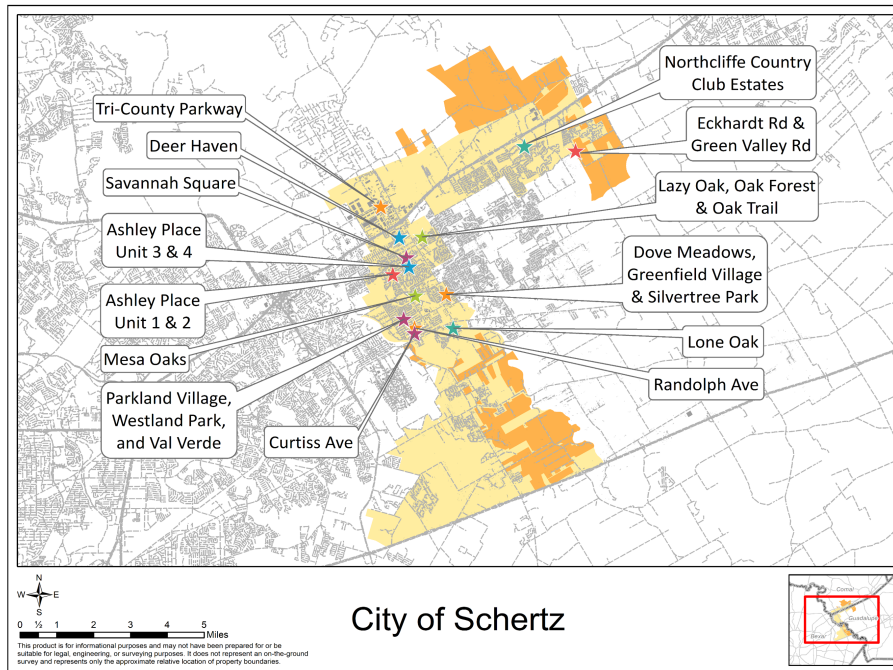 Northcliffe Country
Club Estates
Tri-County Parkway
Eckhardt Rd &
Green Valley Rd
Deer Haven
Savannah Square
Lazy Oak, Oak Forest
& Oak Trail
Ashley Place
Unit 3 & 4
Dove Meadows,
Greenfield Village
& Silvertree Park
Ashley Place
Unit 1 & 2
Lone Oak
Mesa Oaks
Randolph Ave
Parkland Village,
Westland Park,
and Val Verde
Curtiss Ave
N
W E
S
0 ½ 1 2 3 4 5
Miles
This product is for informational purposes and may not have been prepared for or be
suitable for legal, engineering, or surveying purposes. It does not represent an on-the-ground
survey and represents only the approximate relative location of property boundaries.
City of Schertz
Comal
Guadalupe
Bexar